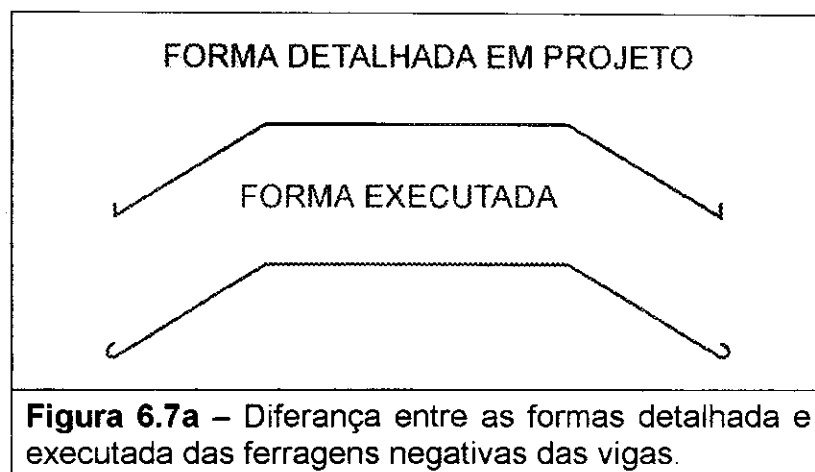 FORMA DETALHADA EM PROJETO
FORMA EXECUTADA
Figura 6.7a – Diferança entre as formas detalhada e
executada das ferragens negativas das vigas.